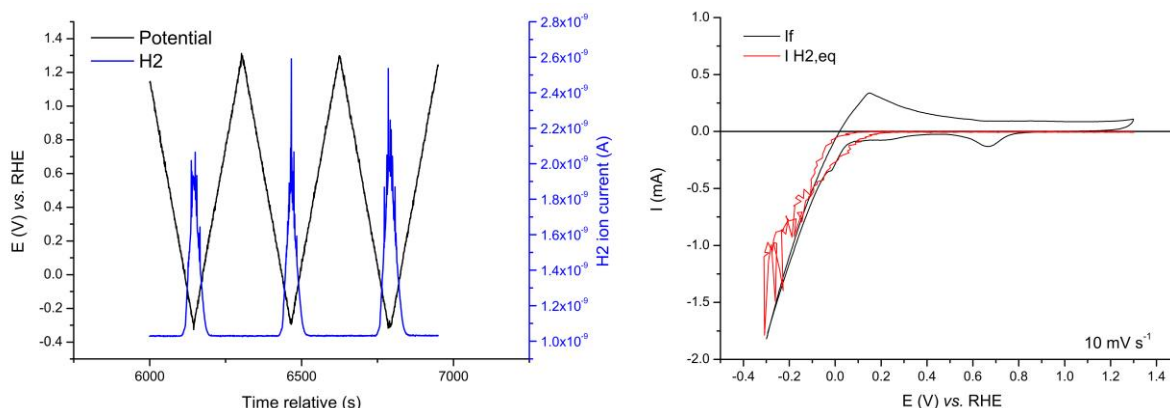 Potential
H2
E (V) vs. RHE
1.4
1.2
1.0
0.8
0.6
0.4
0.2
0.0
-0.2
-0.4
2.8x10⁻⁹
2.6x10⁻⁹
2.4x10⁻⁹
2.2x10⁻⁹
2.0x10⁻⁹
1.8x10⁻⁹
1.6x10⁻⁹
1.4x10⁻⁹
1.2x10⁻⁹
1.0x10⁻⁹
H2 ion current (A)
6000 6500 7000
Time relative (s)
If
I H2,eq
I (mA)
1.0
0.5
0.0
-0.5
-1.0
-1.5
-2.0
10 mV s⁻¹
-0.4 -0.2 0.0 0.2 0.4 0.6 0.8 1.0 1.2 1.4
E (V) vs. RHE